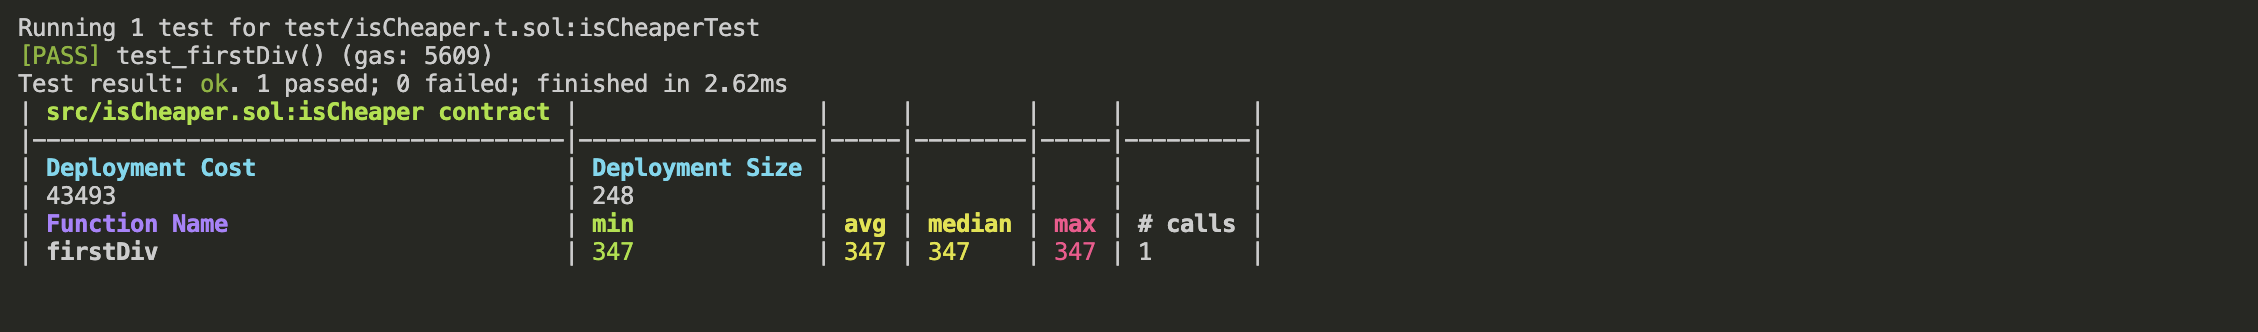 Running 1 test for test/isCheaper.t.sol:isCheaperTest
[PASS] test_firstDiv() (gas: 5609)
Test result: ok. 1 passed; 0 failed; finished in 2.62ms
| src/isCheaper.sol:isCheaper contract |                 |     |        |     |         |
|--------------------------------------|-----------------|-----|--------|-----|---------|
| Deployment Cost                      | Deployment Size |     |        |     |         |
| 43493                                | 248             |     |        |     |         |
| Function Name                        | min             | avg | median | max | # calls |
| firstDiv                             | 347             | 347 | 347    | 347 | 1       |